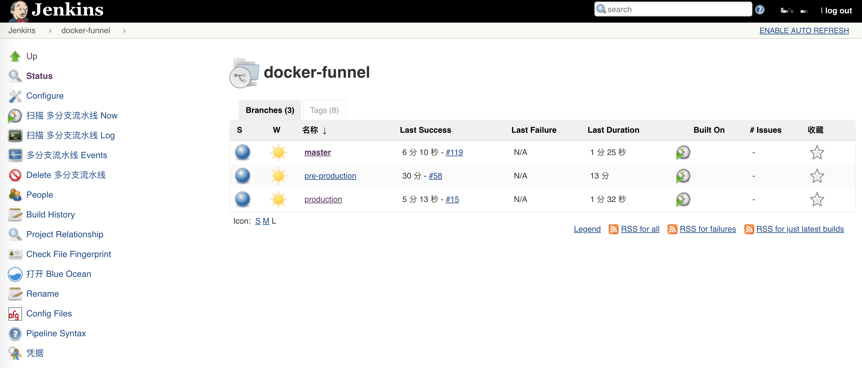 Jenkins
search
? | log out
Jenkins › docker-funnel ›
ENABLE AUTO REFRESH
Up
Status
Configure
扫描 多分支流水线 Now
扫描 多分支流水线 Log
多分支流水线 Events
Delete 多分支流水线
People
Build History
Project Relationship
Check File Fingerprint
打开 Blue Ocean
Rename
Config Files
Pipeline Syntax
凭据
docker-funnel
Branches (3) Tags (8)
S W 名称 ↓ Last Success Last Failure Last Duration Built On # Issues 收藏
master 6 分 10 秒 - #119 N/A 1 分 25 秒 -
pre-production 30 分 - #58 N/A 13 分 -
production 5 分 13 秒 - #15 N/A 1 分 32 秒 -
Icon: S M L
Legend RSS for all RSS for failures RSS for just latest builds